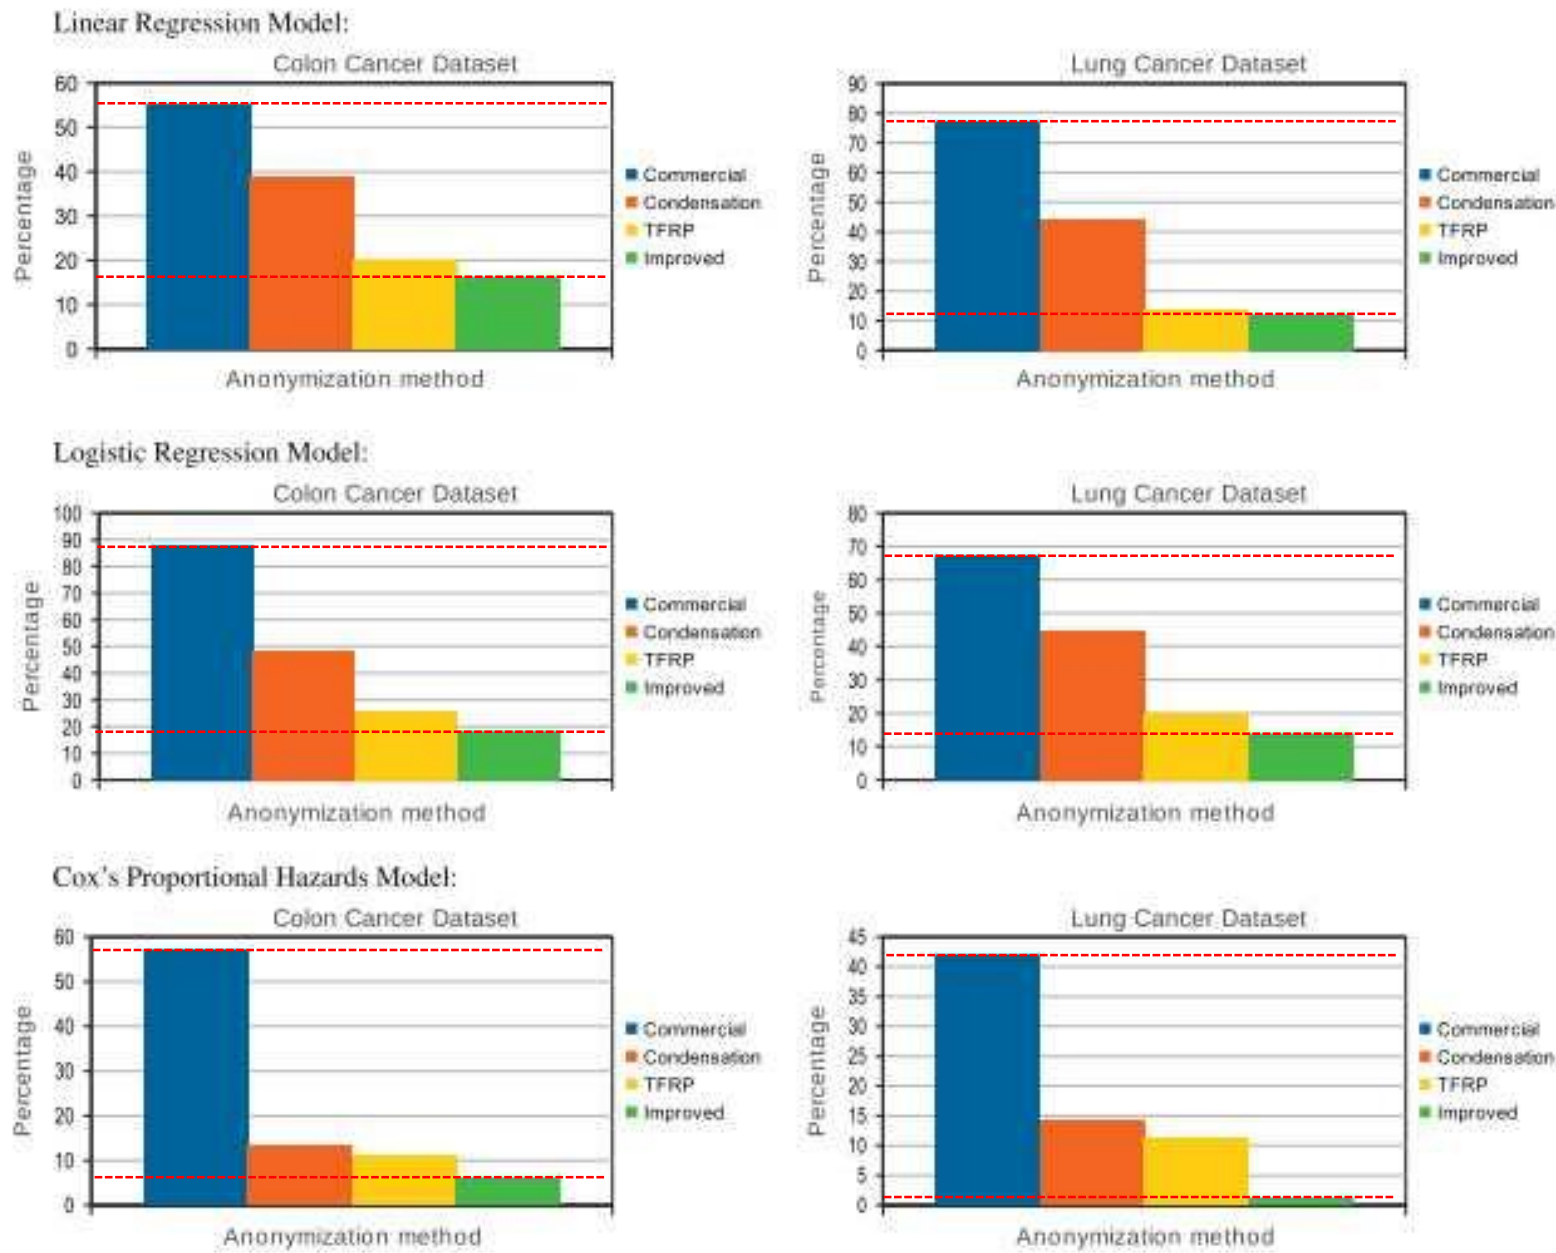 Linear Regression Model:
Colon Cancer Dataset
60
50
40
30
20
10
0
Percentage
Anonymization method
Commercial
Condensation
TFRP
Improved
Lung Cancer Dataset
90
80
70
60
50
40
30
20
10
0
Percentage
Anonymization method
Commercial
Condensation
TFRP
Improved
Logistic Regression Model:
Colon Cancer Dataset
100
90
80
70
60
50
40
30
20
10
0
Percentage
Anonymization method
Commercial
Condensation
TFRP
Improved
Lung Cancer Dataset
80
70
60
50
40
30
20
10
0
Percentage
Anonymization method
Commercial
Condensation
TFRP
Improved
Cox's Proportional Hazards Model:
Colon Cancer Dataset
60
50
40
30
20
10
0
Percentage
Anonymization method
Commercial
Condensation
TFRP
Improved
Lung Cancer Dataset
45
40
35
30
25
20
15
10
5
0
Percentage
Anonymization method
Commercial
Condensation
TFRP
Improved